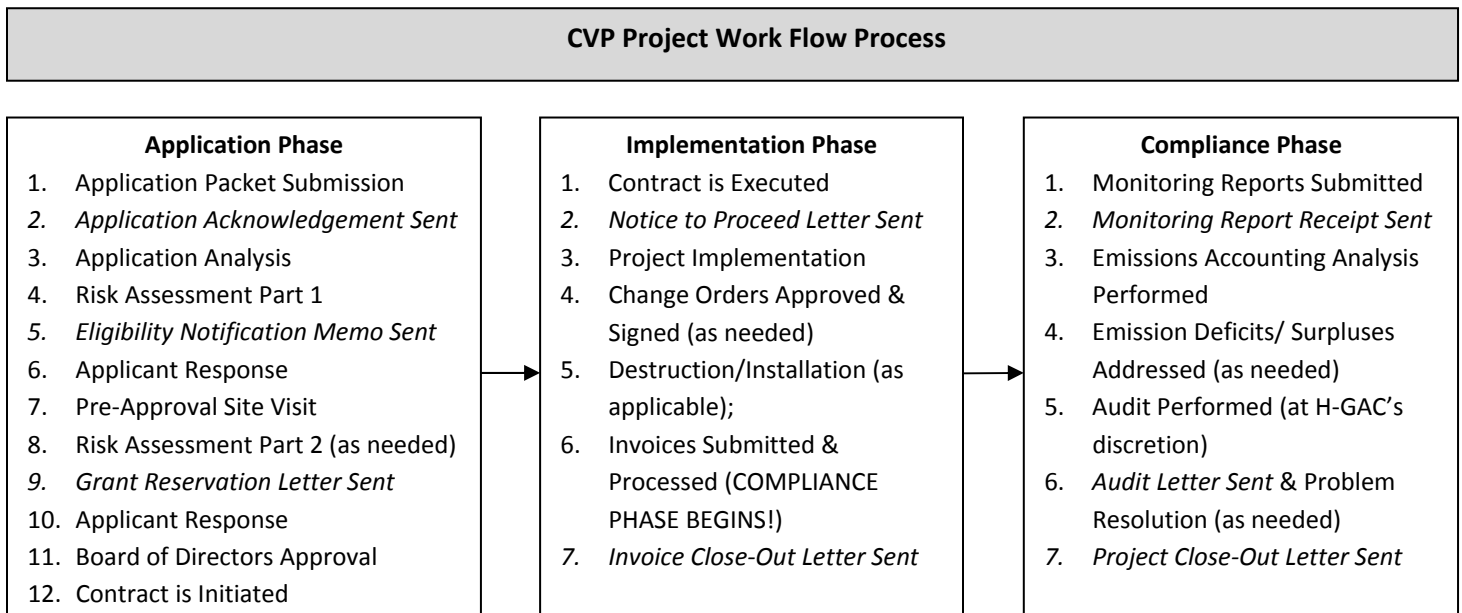 CVP Project Work Flow Process
Application Phase
1. Application Packet Submission
2. Application Acknowledgement Sent
3. Application Analysis
4. Risk Assessment Part 1
5. Eligibility Notification Memo Sent
6. Applicant Response
7. Pre-Approval Site Visit
8. Risk Assessment Part 2 (as needed)
9. Grant Reservation Letter Sent
10. Applicant Response
11. Board of Directors Approval
12. Contract is Initiated
Implementation Phase
1. Contract is Executed
2. Notice to Proceed Letter Sent
3. Project Implementation
4. Change Orders Approved &
Signed (as needed)
5. Destruction/Installation (as
applicable);
6. Invoices Submitted &
Processed (COMPLIANCE
PHASE BEGINS!)
7. Invoice Close-Out Letter Sent
Compliance Phase
1. Monitoring Reports Submitted
2. Monitoring Report Receipt Sent
3. Emissions Accounting Analysis
Performed
4. Emission Deficits/ Surpluses
Addressed (as needed)
5. Audit Performed (at H-GAC’s
discretion)
6. Audit Letter Sent & Problem
Resolution (as needed)
7. Project Close-Out Letter Sent